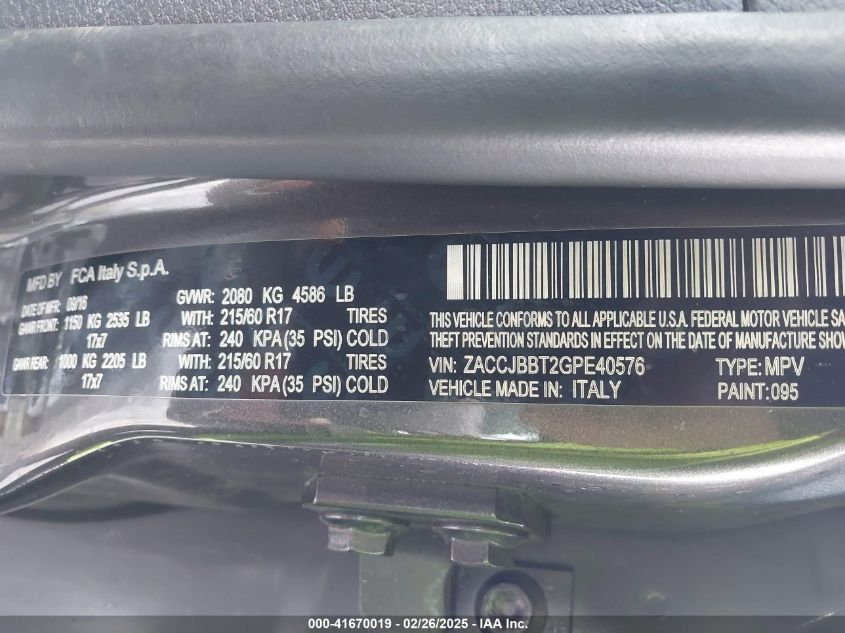 MFD BY FCA Italy S.p.A.
DATE OF MFR: 09/16 GVWR: 2080 KG 4586 LB
GAWR FRONT: 1150 KG 2535 LB WITH: 215/60 R17 TIRES
17x7 RIMS AT: 240 KPA (35 PSI) COLD
GAWR REAR: 1000 KG 2205 LB WITH: 215/60 R17 TIRES
17x7 RIMS AT: 240 KPA (35 PSI) COLD
THIS VEHICLE CONFORMS TO ALL APPLICABLE U.S.A. FEDERAL MOTOR VEHICLE SA
THEFT PREVENTION STANDARDS IN EFFECT ON THE DATE OF MANUFACTURE SHOW
VIN: ZACCJBBT2GPE40576 TYPE: MPV
VEHICLE MADE IN: ITALY PAINT: 095
000-41670019 - 02/26/2025 - IAA Inc.